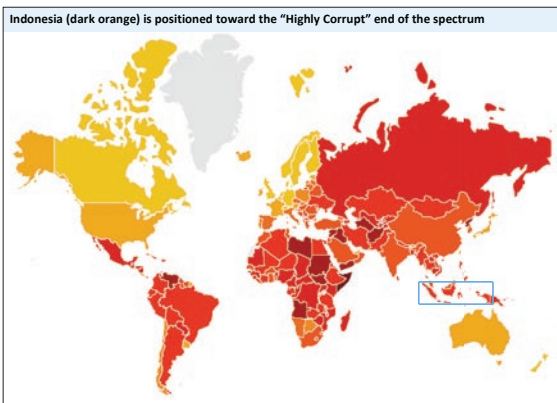 Indonesia (dark orange) is positioned toward the “Highly Corrupt” end of the spectrum